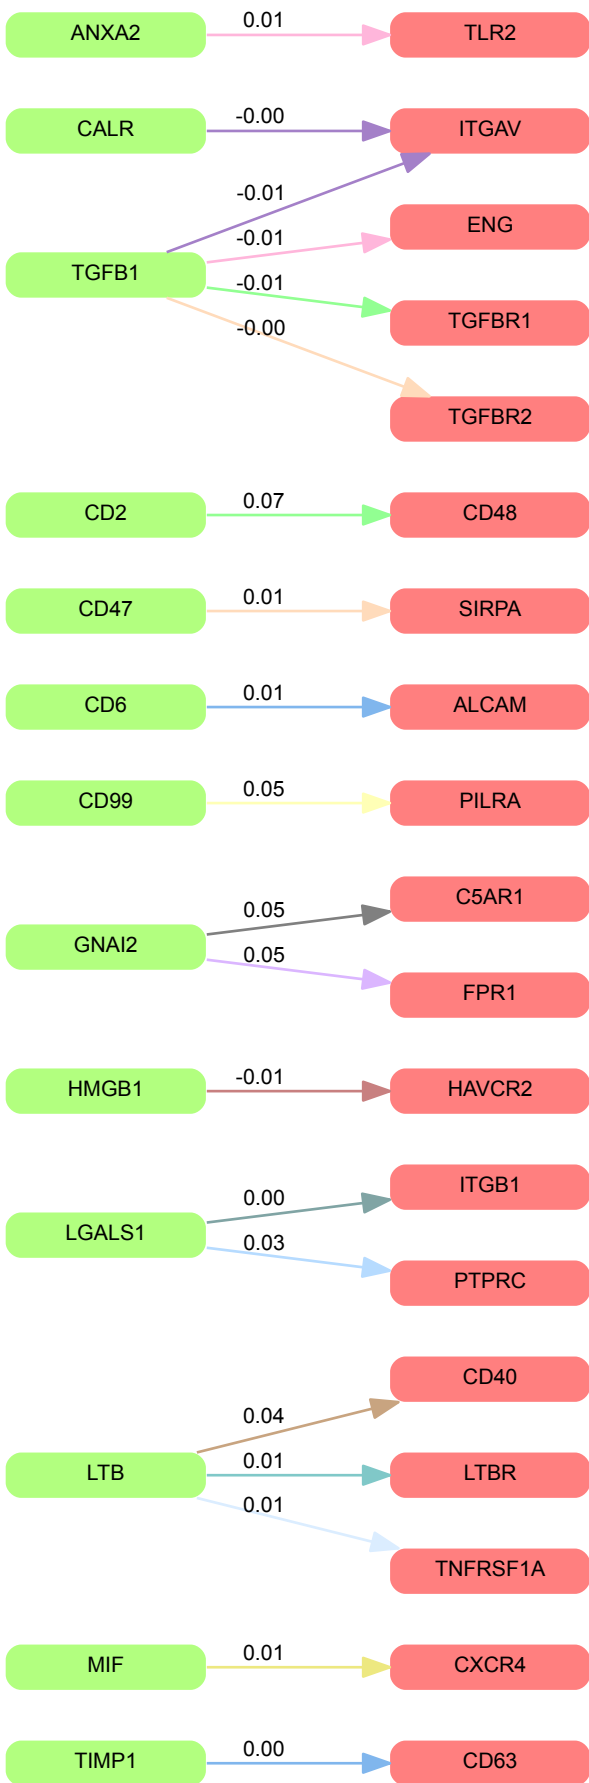 ANXA2 0.01 TLR2
CALR -0.00 ITGAV
-0.01
-0.01 ENG
TGFB1
-0.01
TGFBR1
-0.00
TGFBR2
CD2 0.07 CD48
CD47 0.01 SIRPA
CD6 0.01 ALCAM
CD99 0.05 PILRA
C5AR1
0.05
GNAI2
0.05
FPR1
HMGB1 -0.01 HAVCR2
ITGB1
0.00
LGALS1
0.03
PTPRC
CD40
0.04
LTB 0.01 LTBR
0.01
TNFRSF1A
MIF 0.01 CXCR4
TIMP1 0.00 CD63